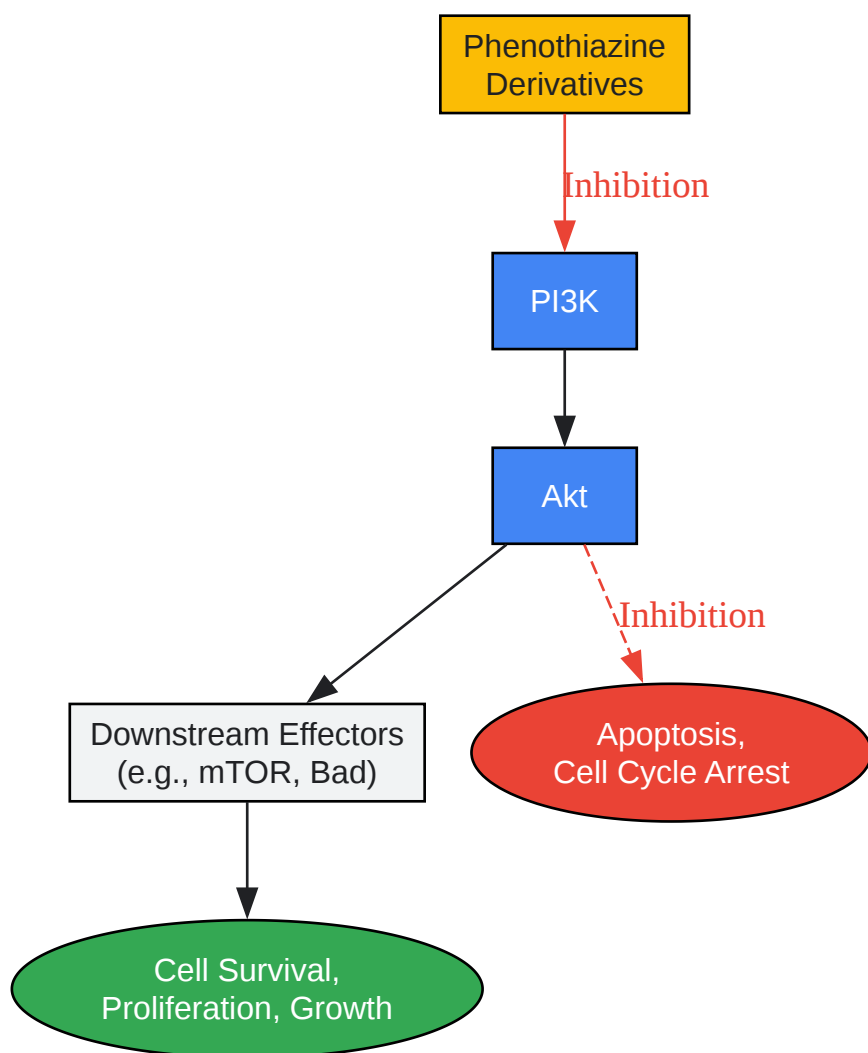 Phenothiazine
Derivatives
Inhibition
PI3K
Akt
Inhibition
Downstream Effectors
(e.g., mTOR, Bad)
Apoptosis,
Cell Cycle Arrest
Cell Survival,
Proliferation, Growth